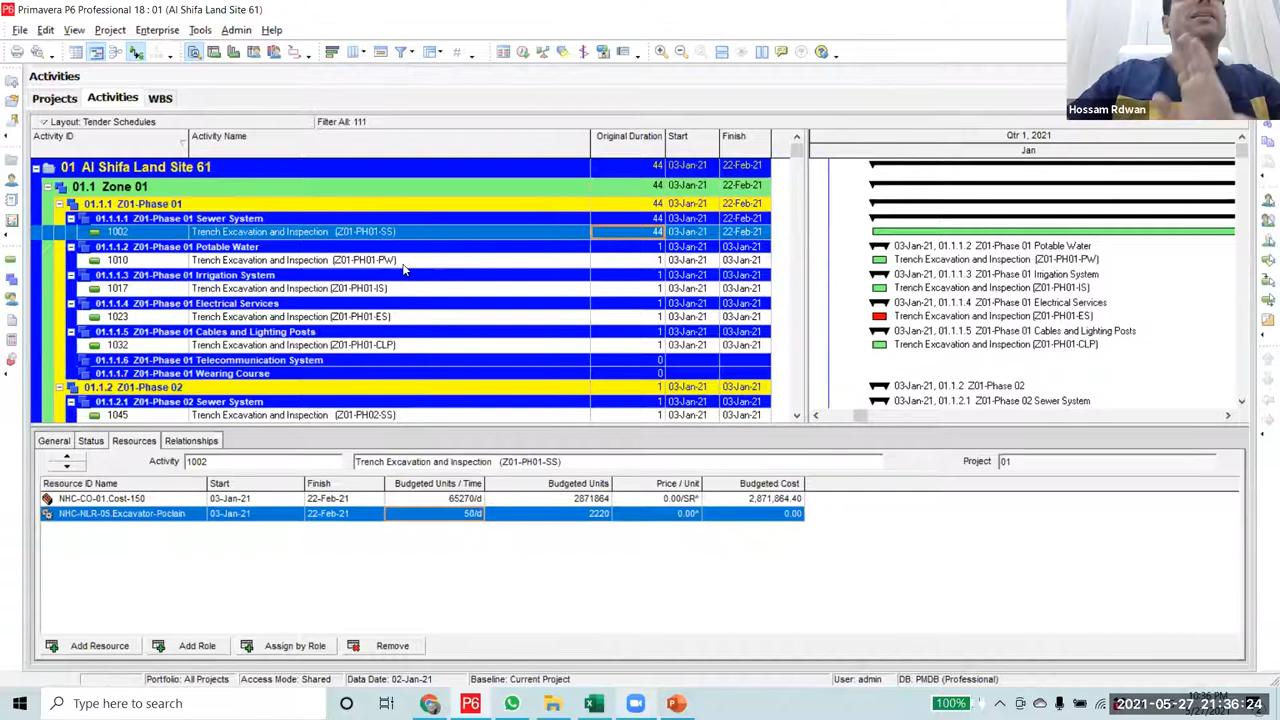 Primavera P6 Professional 18 : 01 (Al Shifa Land Site 61)
File Edit View Project Enterprise Tools Admin Help
Activities
Projects Activities WBS
Layout: Tender Schedules Filter All: 111
Activity ID Activity Name Original Duration Start Finish Qtr 1, 2021
Jan
01 Al Shifa Land Site 61 44 03-Jan-21 22-Feb-21
01.1 Zone 01 44 03-Jan-21 22-Feb-21
01.1.1 Z01-Phase 01 44 03-Jan-21 22-Feb-21
01.1.1.1 Z01-Phase 01 Sewer System 44 03-Jan-21 22-Feb-21
1002 Trench Excavation and Inspection (Z01-PH01-SS) 44 03-Jan-21 22-Feb-21
01.1.1.2 Z01-Phase 01 Potable Water 1 03-Jan-21 03-Jan-21 03-Jan-21, 01.1.1.2 Z01-Phase 01 Potable Water
1010 Trench Excavation and Inspection (Z01-PH01-PW) 1 03-Jan-21 03-Jan-21 Trench Excavation and Inspection (Z01-PH01-PW)
01.1.1.3 Z01-Phase 01 Irrigation System 1 03-Jan-21 03-Jan-21 03-Jan-21, 01.1.1.3 Z01-Phase 01 Irrigation System
1017 Trench Excavation and Inspection (Z01-PH01-IS) 1 03-Jan-21 03-Jan-21 Trench Excavation and Inspection (Z01-PH01-IS)
01.1.1.4 Z01-Phase 01 Electrical Services 1 03-Jan-21 03-Jan-21 03-Jan-21, 01.1.1.4 Z01-Phase 01 Electrical Services
1023 Trench Excavation and Inspection (Z01-PH01-ES) 1 03-Jan-21 03-Jan-21 Trench Excavation and Inspection (Z01-PH01-ES)
01.1.1.5 Z01-Phase 01 Cables and Lighting Posts 1 03-Jan-21 03-Jan-21 03-Jan-21, 01.1.1.5 Z01-Phase 01 Cables and Lighting Posts
1032 Trench Excavation and Inspection (Z01-PH01-CLP) 1 03-Jan-21 03-Jan-21 Trench Excavation and Inspection (Z01-PH01-CLP)
01.1.1.6 Z01-Phase 01 Telecommunication System 0
01.1.1.7 Z01-Phase 01 Wearing Course 0
01.1.2 Z01-Phase 02 1 03-Jan-21 03-Jan-21 03-Jan-21, 01.1.2 Z01-Phase 02
01.1.2.1 Z01-Phase 02 Sewer System 1 03-Jan-21 03-Jan-21 03-Jan-21, 01.1.2.1 Z01-Phase 02 Sewer System
1045 Trench Excavation and Inspection (Z01-PH02-SS) 1 03-Jan-21 03-Jan-21
Hossam Rdwan
General Status Resources Relationships
Activity 1002 Trench Excavation and Inspection (Z01-PH01-SS) Project 01
Resource ID Name Start Finish Budgeted Units / Time Budgeted Units Price / Unit Budgeted Cost
NHC-CO-01.Cost-150 03-Jan-21 22-Feb-21 65270/d 2871864 0.00/SR* 2,871,864.40
NHC-NLR-05.Excavator-Poclain 03-Jan-21 22-Feb-21 50/d 2220 0.00* 0.00
Add Resource Add Role Assign by Role Remove
Portfolio: All Projects Access Mode: Shared Data Date: 02-Jan-21 Baseline: Current Project User: admin DB: PMDB (Professional)
Type here to search
100%
2021-05-27 21:36:24